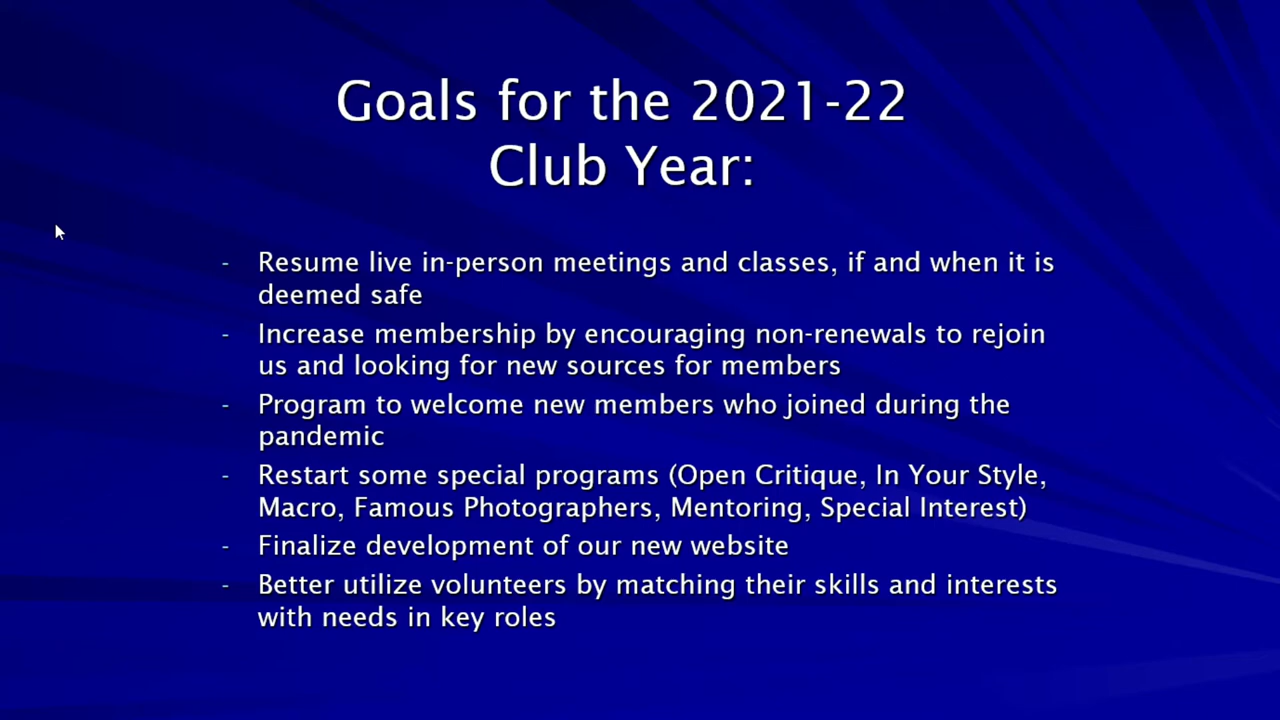 Goals for the 2021-22
Club Year:
- Resume live in-person meetings and classes, if and when it is
deemed safe
- Increase membership by encouraging non-renewals to rejoin
us and looking for new sources for members
- Program to welcome new members who joined during the
pandemic
- Restart some special programs (Open Critique, In Your Style,
Macro, Famous Photographers, Mentoring, Special Interest)
- Finalize development of our new website
- Better utilize volunteers by matching their skills and interests
with needs in key roles